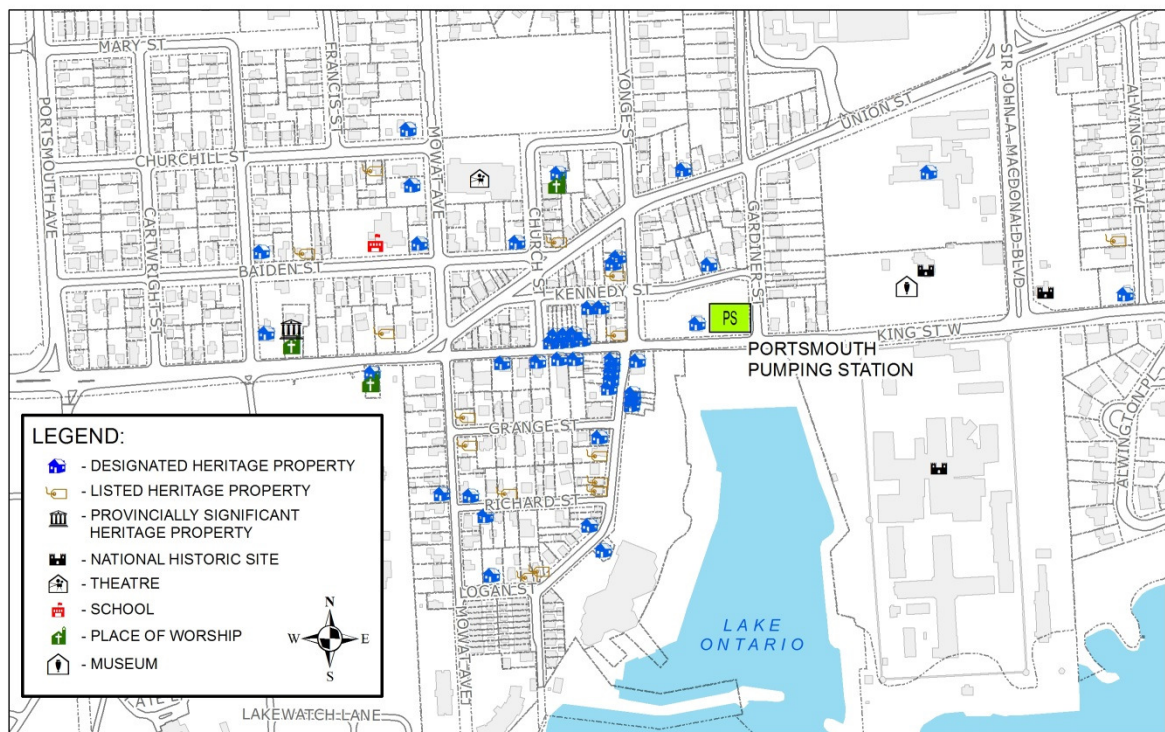 MARY ST
PORTSMOUTH AVE
FRANCIS ST
MOWAT AVE
YONGE ST
UNION ST
SIR JOHN A. MACDONALD BLVD
ALWINGTON AVE
CHURCHILL ST
CARTWRIGHT ST
CHURCH ST
GARDINER ST
BAIDEN ST
KENNEDY ST
PS
KING ST W
PORTSMOUTH
PUMPING STATION
GRANGE ST
ALWINGTON PL
RICHARD ST
LOGAN ST
MOWAT AVE
LAKE
ONTARIO
LAKEWATCH LANE
LEGEND:
- DESIGNATED HERITAGE PROPERTY
- LISTED HERITAGE PROPERTY
- PROVINCIALLY SIGNIFICANT
HERITAGE PROPERTY
- NATIONAL HISTORIC SITE
- THEATRE
- SCHOOL
- PLACE OF WORSHIP
- MUSEUM
N
W E
S